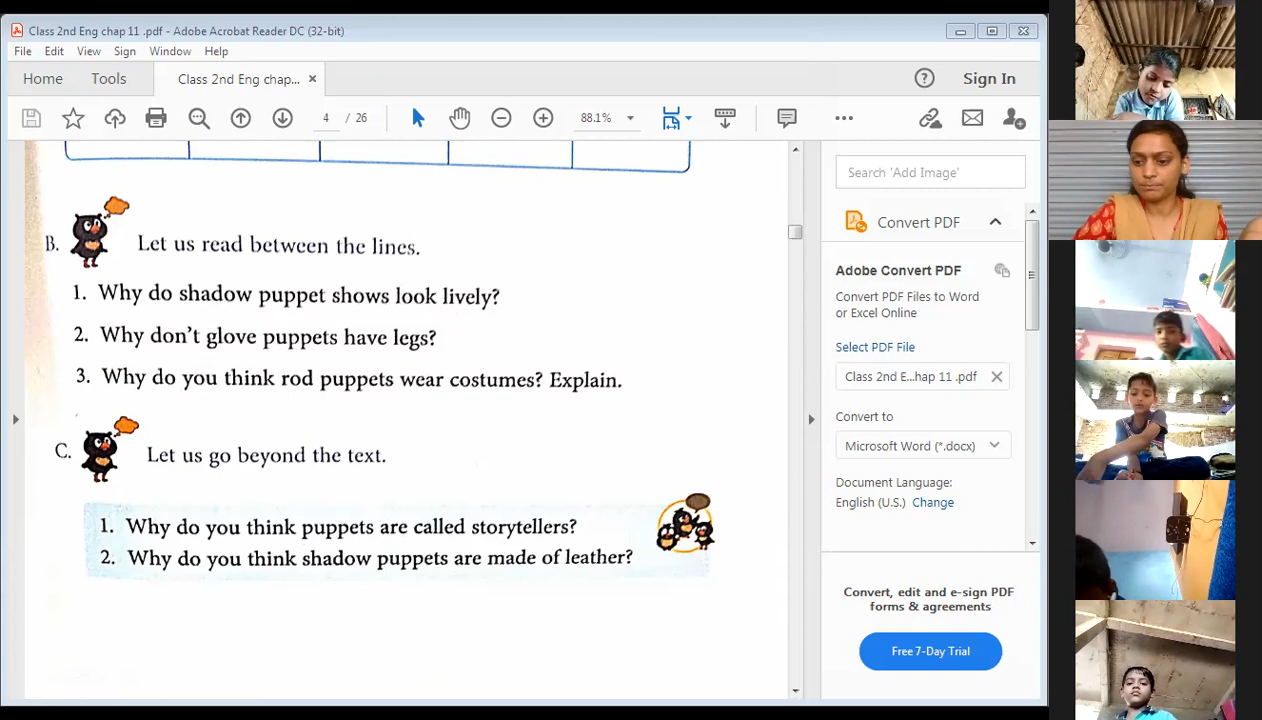 Class 2nd Eng chap 11 .pdf - Adobe Acrobat Reader DC (32-bit)
File Edit View Sign Window Help
Home Tools Class 2nd Eng chap... × Sign In
4 / 26 88.1%
B. Let us read between the lines.
1. Why do shadow puppet shows look lively?
2. Why don't glove puppets have legs?
3. Why do you think rod puppets wear costumes? Explain.
C. Let us go beyond the text.
1. Why do you think puppets are called storytellers?
2. Why do you think shadow puppets are made of leather?
Search 'Add Image'
Convert PDF
Adobe Convert PDF
Convert PDF Files to Word
or Excel Online
Select PDF File
Class 2nd E...hap 11 .pdf
Convert to
Microsoft Word (*.docx)
Document Language:
English (U.S.) Change
Convert, edit and e-sign PDF
forms & agreements
Free 7-Day Trial